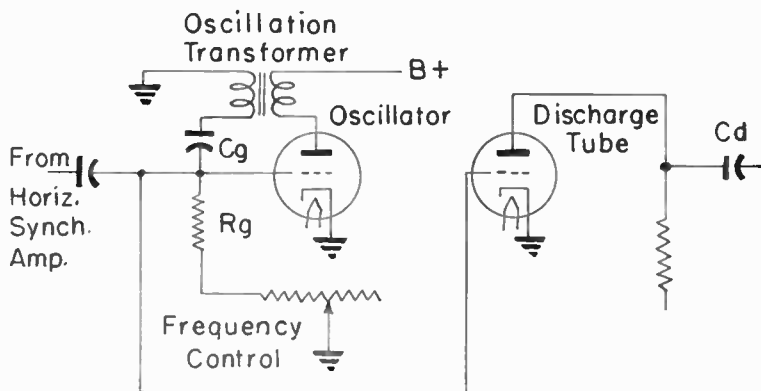 Oscillation
Transformer
B+
Oscillator
Discharge
Tube
Cd
Cg
From
Horiz.
Synch.
Amp.
Rg
Frequency
Control